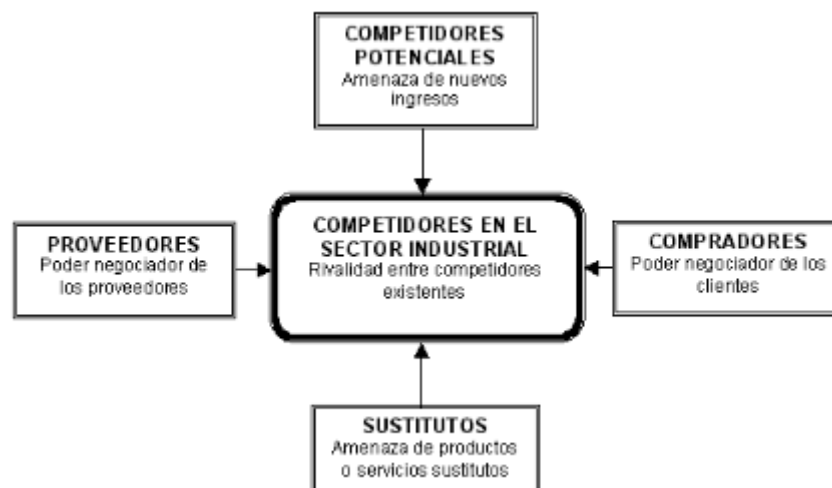 COMPETIDORES
POTENCIALES
Amenaza de nuevos
ingresos
PROVEEDORES
Poder negociador de
los proveedores
COMPETIDORES EN EL
SECTOR INDUSTRIAL
Rivalidad entre competidores
existentes
COMPRADORES
Poder negociador de los
clientes
SUSTITUTOS
Amenaza de productos
o servicios sustitutos